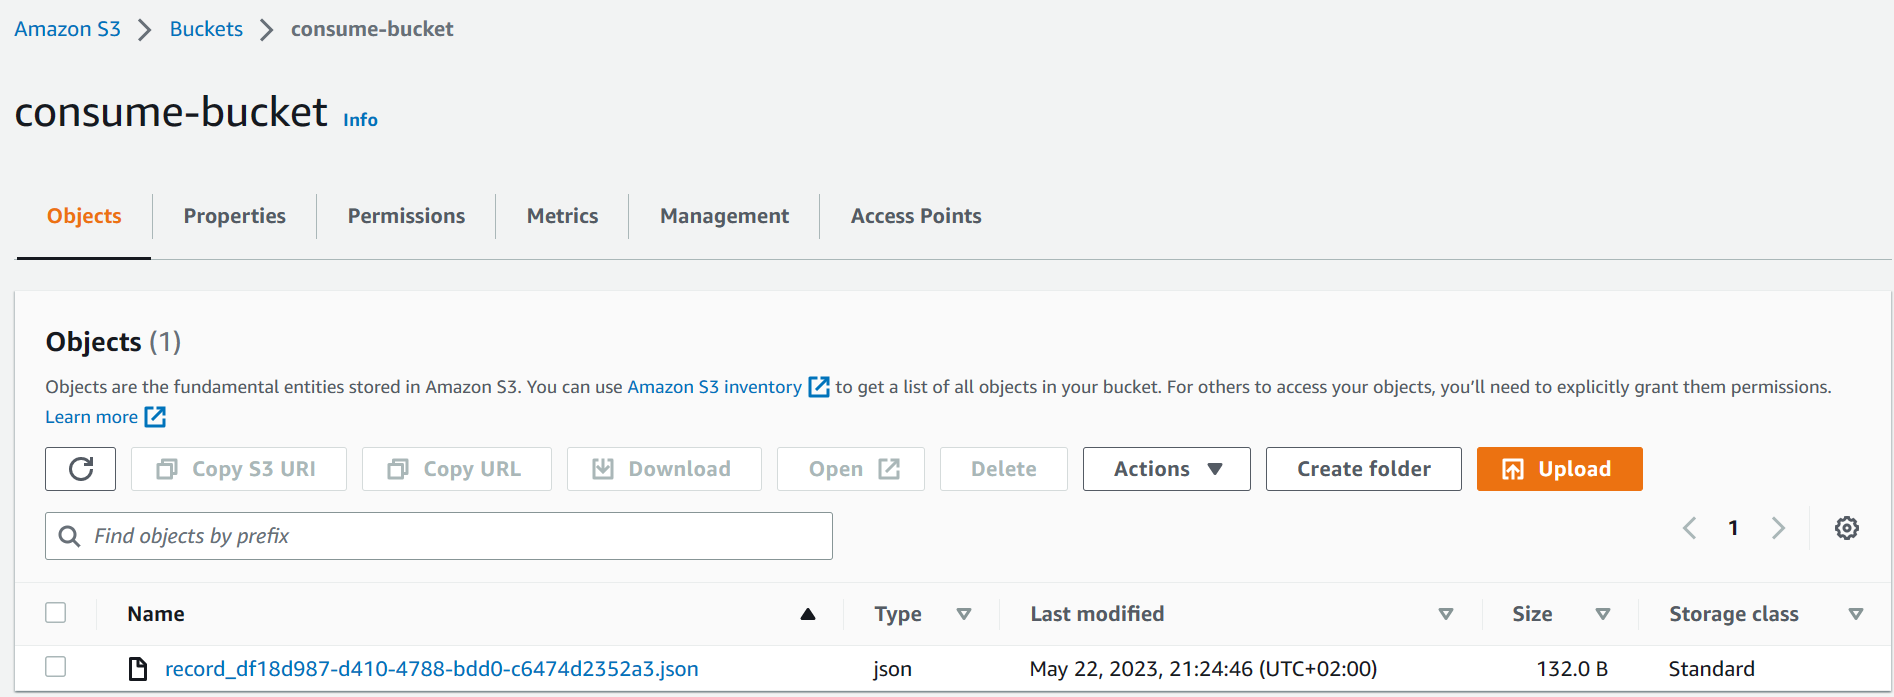 Amazon S3 > Buckets > consume-bucket
consume-bucket Info
Objects Properties Permissions Metrics Management Access Points
Objects (1)
Objects are the fundamental entities stored in Amazon S3. You can use Amazon S3 inventory to get a list of all objects in your bucket. For others to access your objects, you’ll need to explicitly grant them permissions.
Learn more
Copy S3 URI Copy URL Download Open Delete Actions Create folder Upload
Find objects by prefix
1
Name Type Last modified Size Storage class
record_df18d987-d410-4788-bdd0-c6474d2352a3.json json May 22, 2023, 21:24:46 (UTC+02:00) 132.0 B Standard